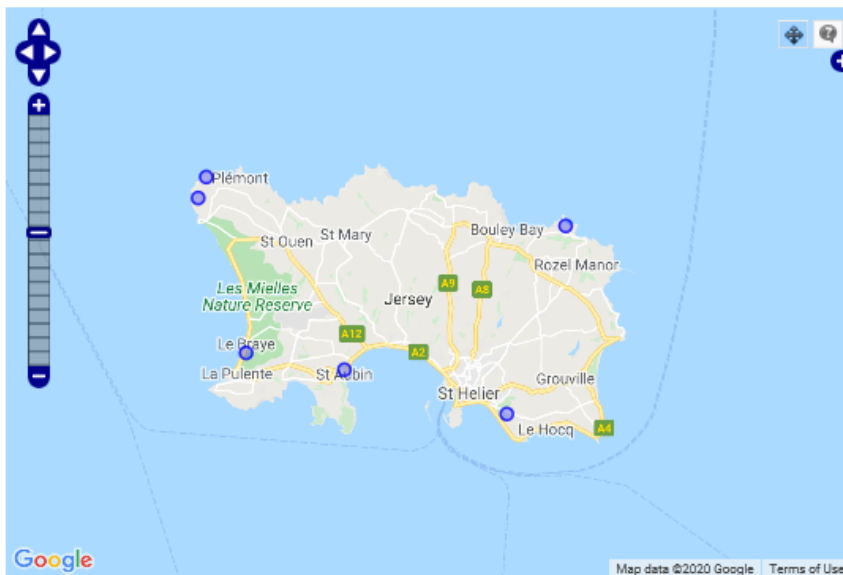 Plémont
Bouley Bay
St Ouen
St Mary
Rozel Manor
Les Mielles
Nature Reserve
A9
A8
Jersey
A12
Le Braye
A2
La Pulente
St Aubin
Grouville
St Helier
Le Hocq
A4
Google
Map data ©2020 Google
Terms of Use